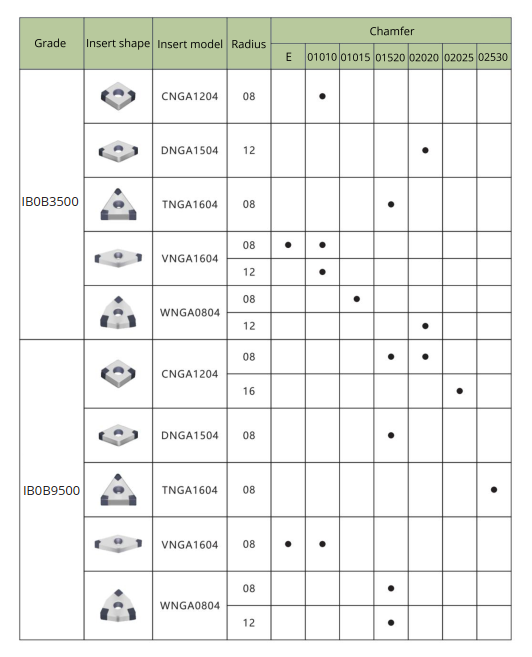 Grade Insert shape Insert model Radius Chamfer
E 01010 01015 01520 02020 02025 02530
IB0B3500
CNGA1204 08 •
DNGA1504 12 •
TNGA1604 08 •
VNGA1604
08 • •
12 •
WNGA0804
08 •
12 •
IB0B9500
CNGA1204
08 • •
16 •
DNGA1504 08 •
TNGA1604 08 •
VNGA1604 08 • •
WNGA0804
08 •
12 •